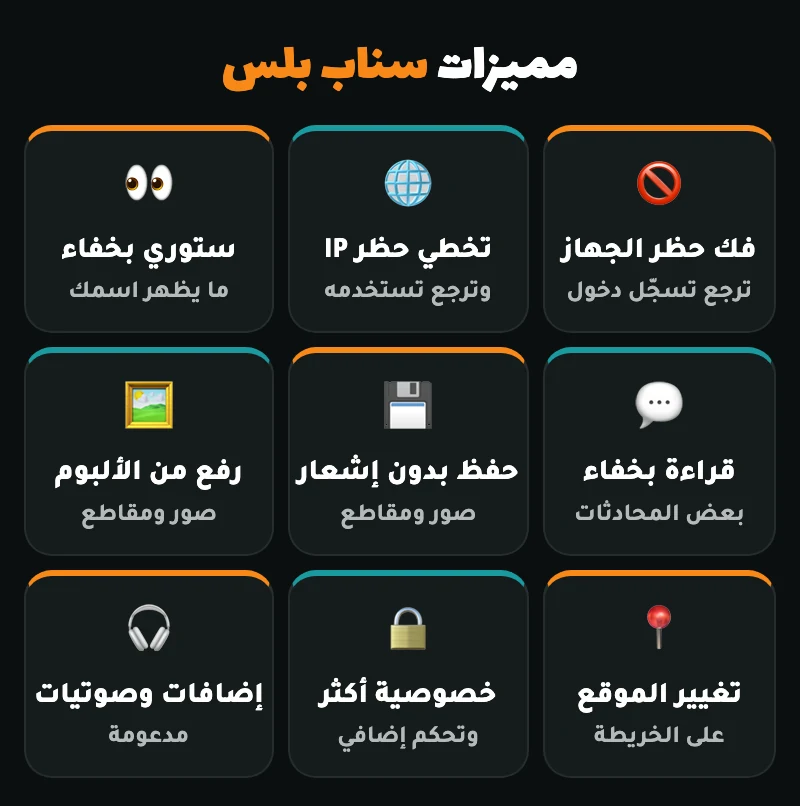 مميزات سناب بلس
فك حظر الجهاز
ترجع تسجّل دخول
تخطي حظر IP
وترجع تستخدمه
ستوري بخفاء
ما يظهر اسمك
قراءة بخفاء
بعض المحادثات
حفظ بدون إشعار
صور ومقاطع
رفع من الألبوم
صور ومقاطع
تغيير الموقع
على الخريطة
خصوصية أكثر
وتحكم إضافي
إضافات وصوتيات
مدعومة